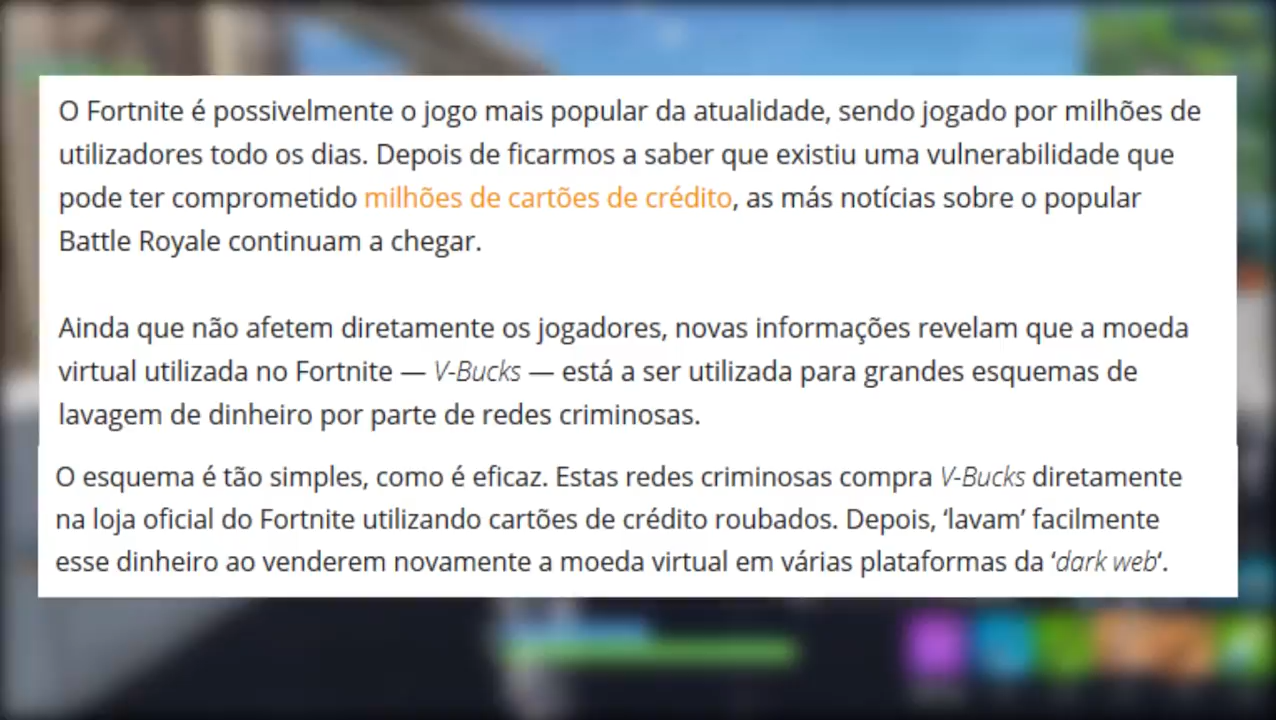 O Fortnite é possivelmente o jogo mais popular da atualidade, sendo jogado por milhões de
utilizadores todo os dias. Depois de ficarmos a saber que existiu uma vulnerabilidade que
pode ter comprometido milhões de cartões de crédito, as más notícias sobre o popular
Battle Royale continuam a chegar.
Ainda que não afetem diretamente os jogadores, novas informações revelam que a moeda
virtual utilizada no Fortnite — V-Bucks — está a ser utilizada para grandes esquemas de
lavagem de dinheiro por parte de redes criminosas.
O esquema é tão simples, como é eficaz. Estas redes criminosas compra V-Bucks diretamente
na loja oficial do Fortnite utilizando cartões de crédito roubados. Depois, ‘lavam’ facilmente
esse dinheiro ao venderem novamente a moeda virtual em várias plataformas da ‘dark web‘.